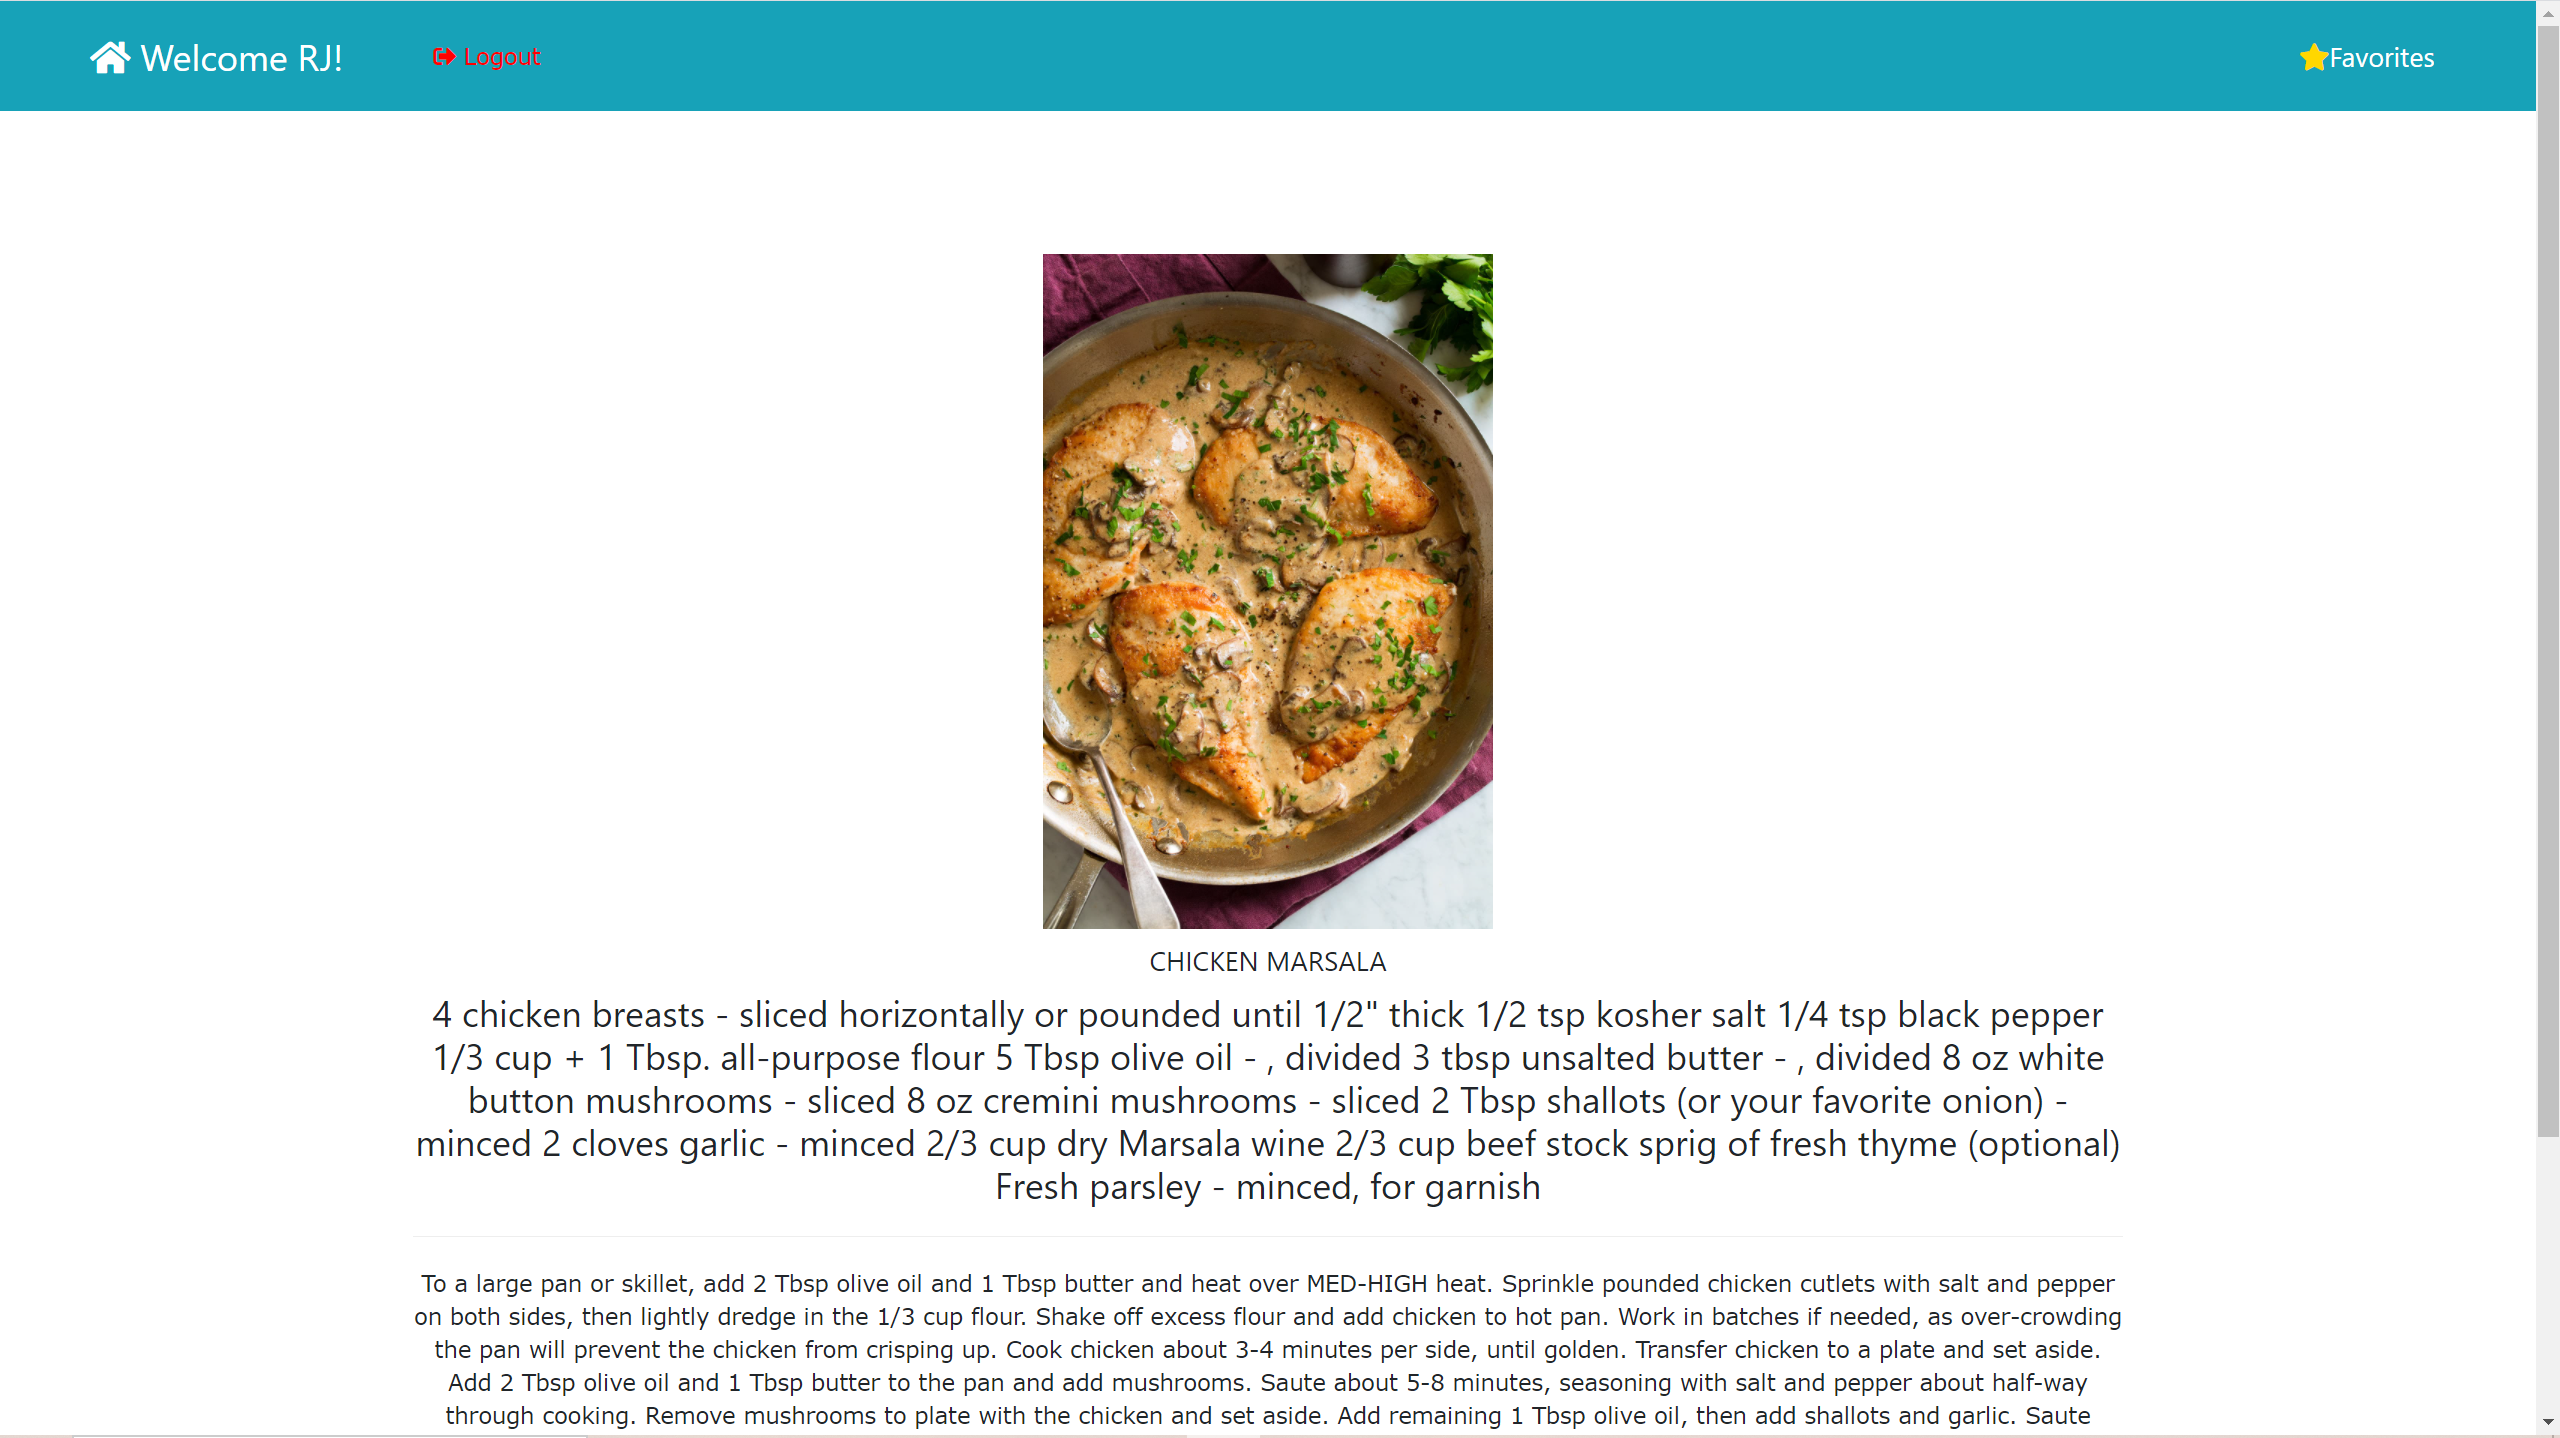 Welcome RJ!
Logout
Favorites
CHICKEN MARSALA
4 chicken breasts - sliced horizontally or pounded until 1/2" thick 1/2 tsp kosher salt 1/4 tsp black pepper
1/3 cup + 1 Tbsp. all-purpose flour 5 Tbsp olive oil - , divided 3 tbsp unsalted butter - , divided 8 oz white
button mushrooms - sliced 8 oz cremini mushrooms - sliced 2 Tbsp shallots (or your favorite onion) -
minced 2 cloves garlic - minced 2/3 cup dry Marsala wine 2/3 cup beef stock sprig of fresh thyme (optional)
Fresh parsley - minced, for garnish
To a large pan or skillet, add 2 Tbsp olive oil and 1 Tbsp butter and heat over MED-HIGH heat. Sprinkle pounded chicken cutlets with salt and pepper
on both sides, then lightly dredge in the 1/3 cup flour. Shake off excess flour and add chicken to hot pan. Work in batches if needed, as over-crowding
the pan will prevent the chicken from crisping up. Cook chicken about 3-4 minutes per side, until golden. Transfer chicken to a plate and set aside.
Add 2 Tbsp olive oil and 1 Tbsp butter to the pan and add mushrooms. Saute about 5-8 minutes, seasoning with salt and pepper about half-way
through cooking. Remove mushrooms to plate with the chicken and set aside. Add remaining 1 Tbsp olive oil, then add shallots and garlic. Saute